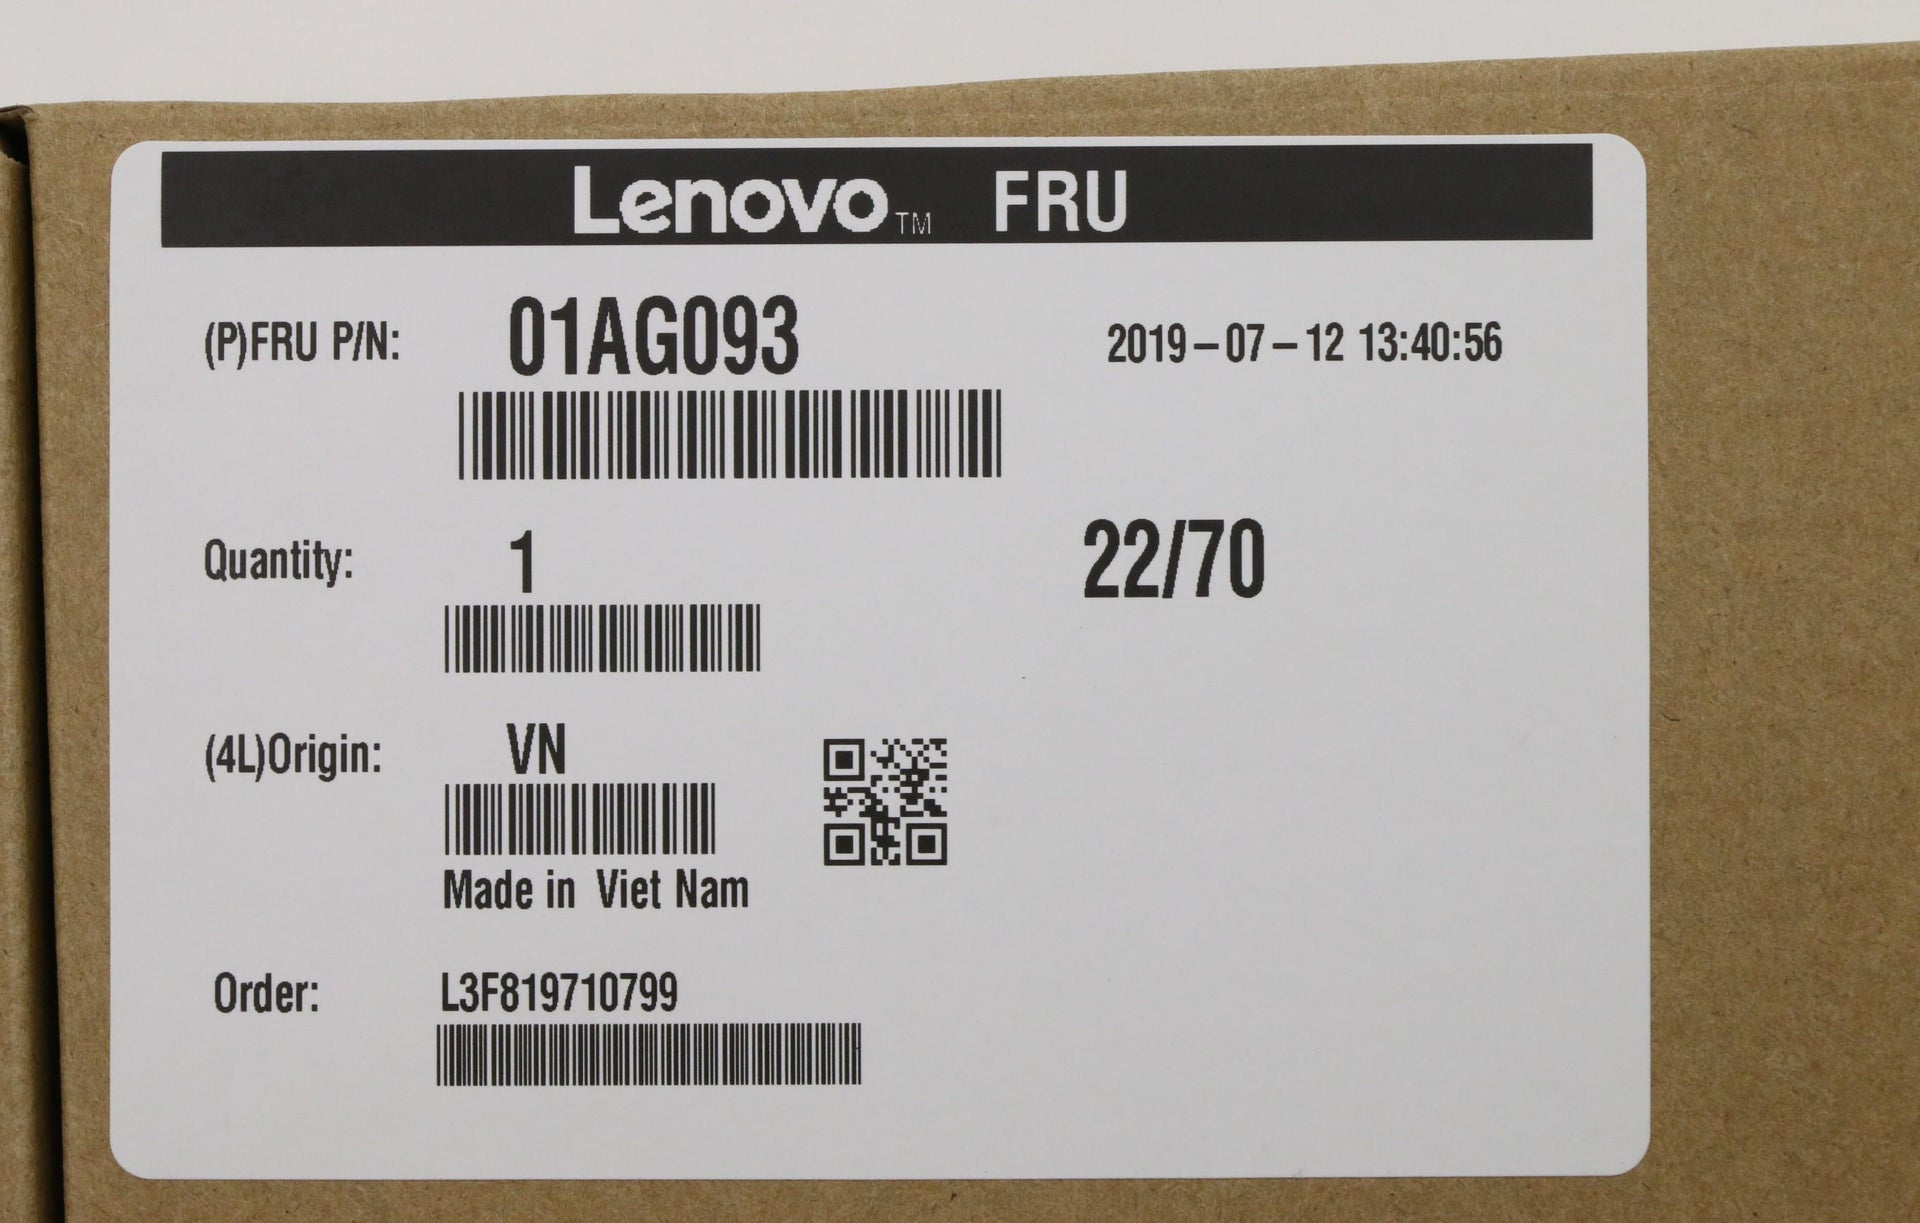 Lenovo™ FRU
(P)FRU P/N: 01AG093 2019-07-12 13:40:56
Quantity: 1 22/70
(4L)Origin: VN
Made in Viet Nam
Order: L3F819710799